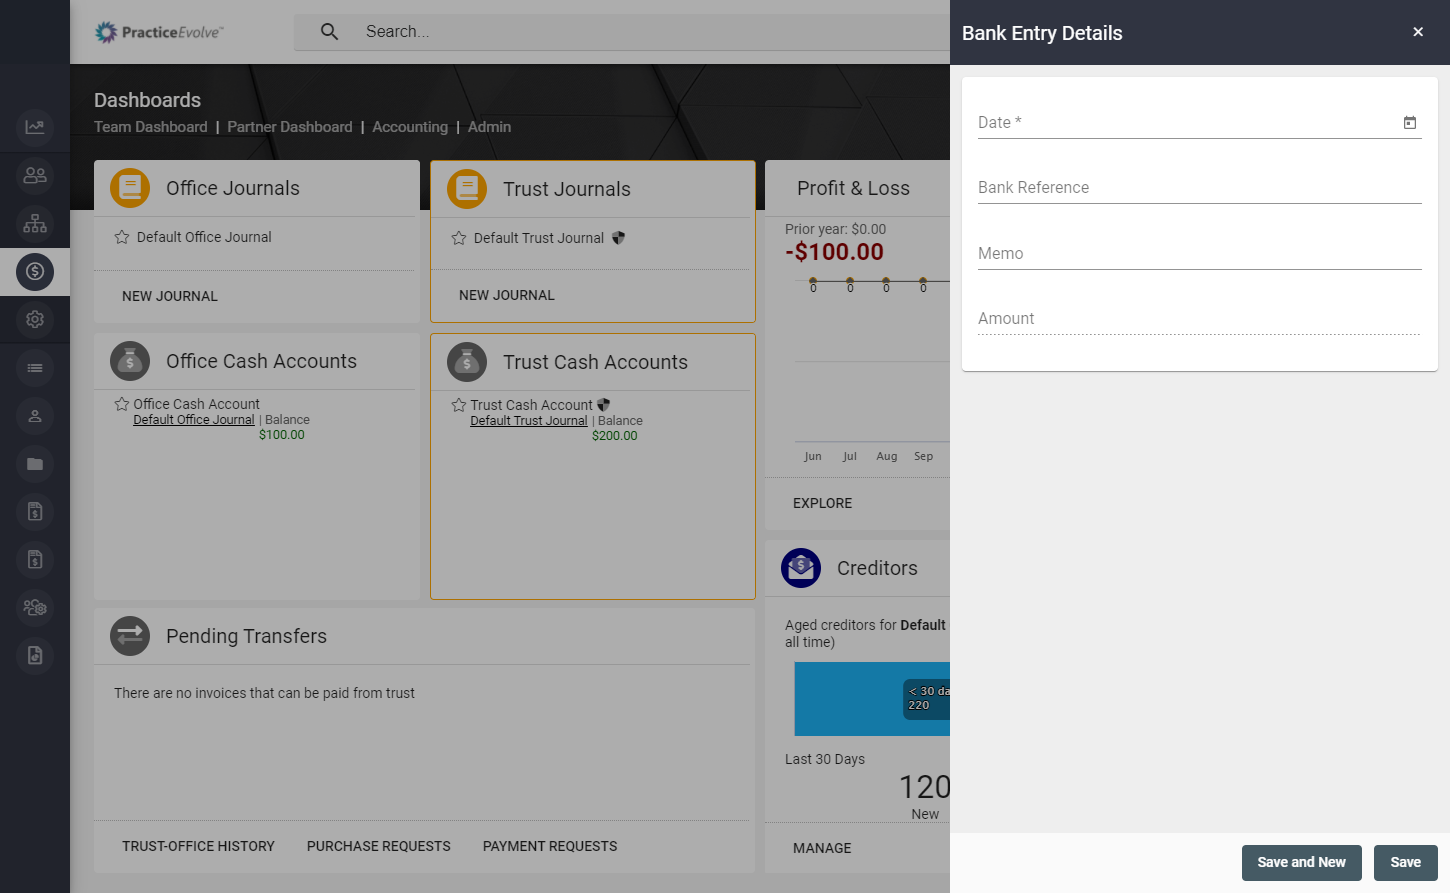 PracticeEvolve™
Search...
Dashboards
Team Dashboard | Partner Dashboard | Accounting | Admin
Office Journals
Default Office Journal
NEW JOURNAL
Trust Journals
Default Trust Journal
NEW JOURNAL
Profit & Loss
Prior year: $0.00
-$100.00
0 0 0 0
Jun Jul Aug Sep
EXPLORE
Office Cash Accounts
Office Cash Account
Default Office Journal | Balance
$100.00
Trust Cash Accounts
Trust Cash Account
Default Trust Journal | Balance
$200.00
Creditors
Aged creditors for Default
all time)
< 30 da
220
Last 30 Days
120
New
MANAGE
Pending Transfers
There are no invoices that can be paid from trust
TRUST-OFFICE HISTORY PURCHASE REQUESTS PAYMENT REQUESTS
Bank Entry Details
Date *
Bank Reference
Memo
Amount
Save and New Save